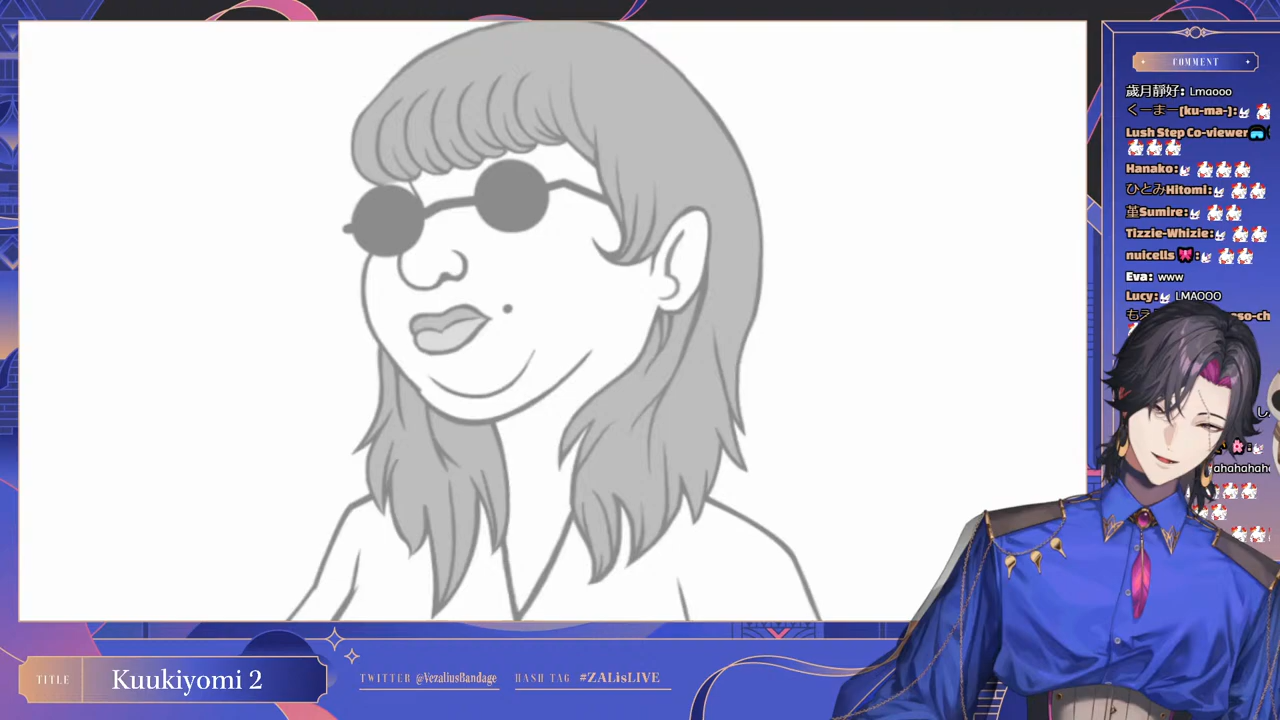 COMMENT
歳月靜好: Lmaooo
くーまー(ku-ma-):
Lush Step Co-viewer
Hanako:
ひとみHitomi:
菫Sumire:
Tizzie-Whizie:
nuicells :
Eva: www
Lucy: LMAOOO
ahahaha
TITLE
Kuukiyomi 2
TWITTER @VezaliusBandage
HASH TAG #ZALisLIVE